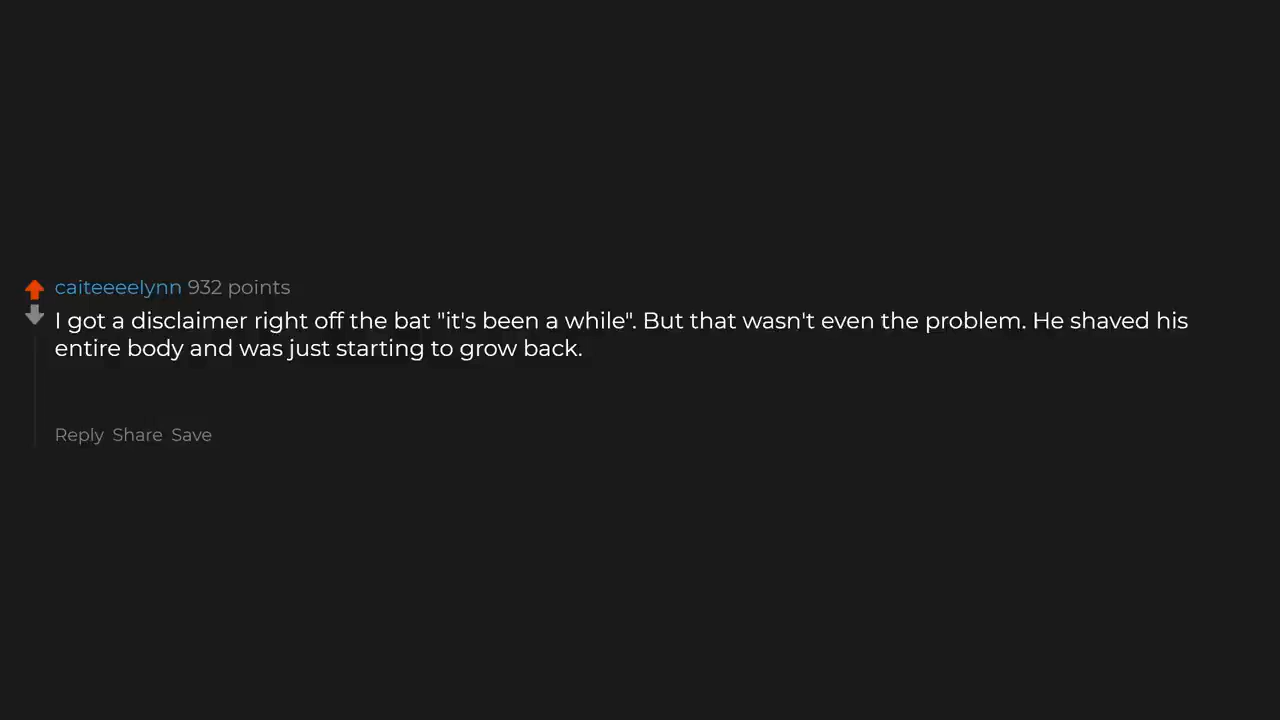 caiteeeelynn 932 points
I got a disclaimer right off the bat "it's been a while". But that wasn't even the problem. He shaved his
entire body and was just starting to grow back.
Reply Share Save